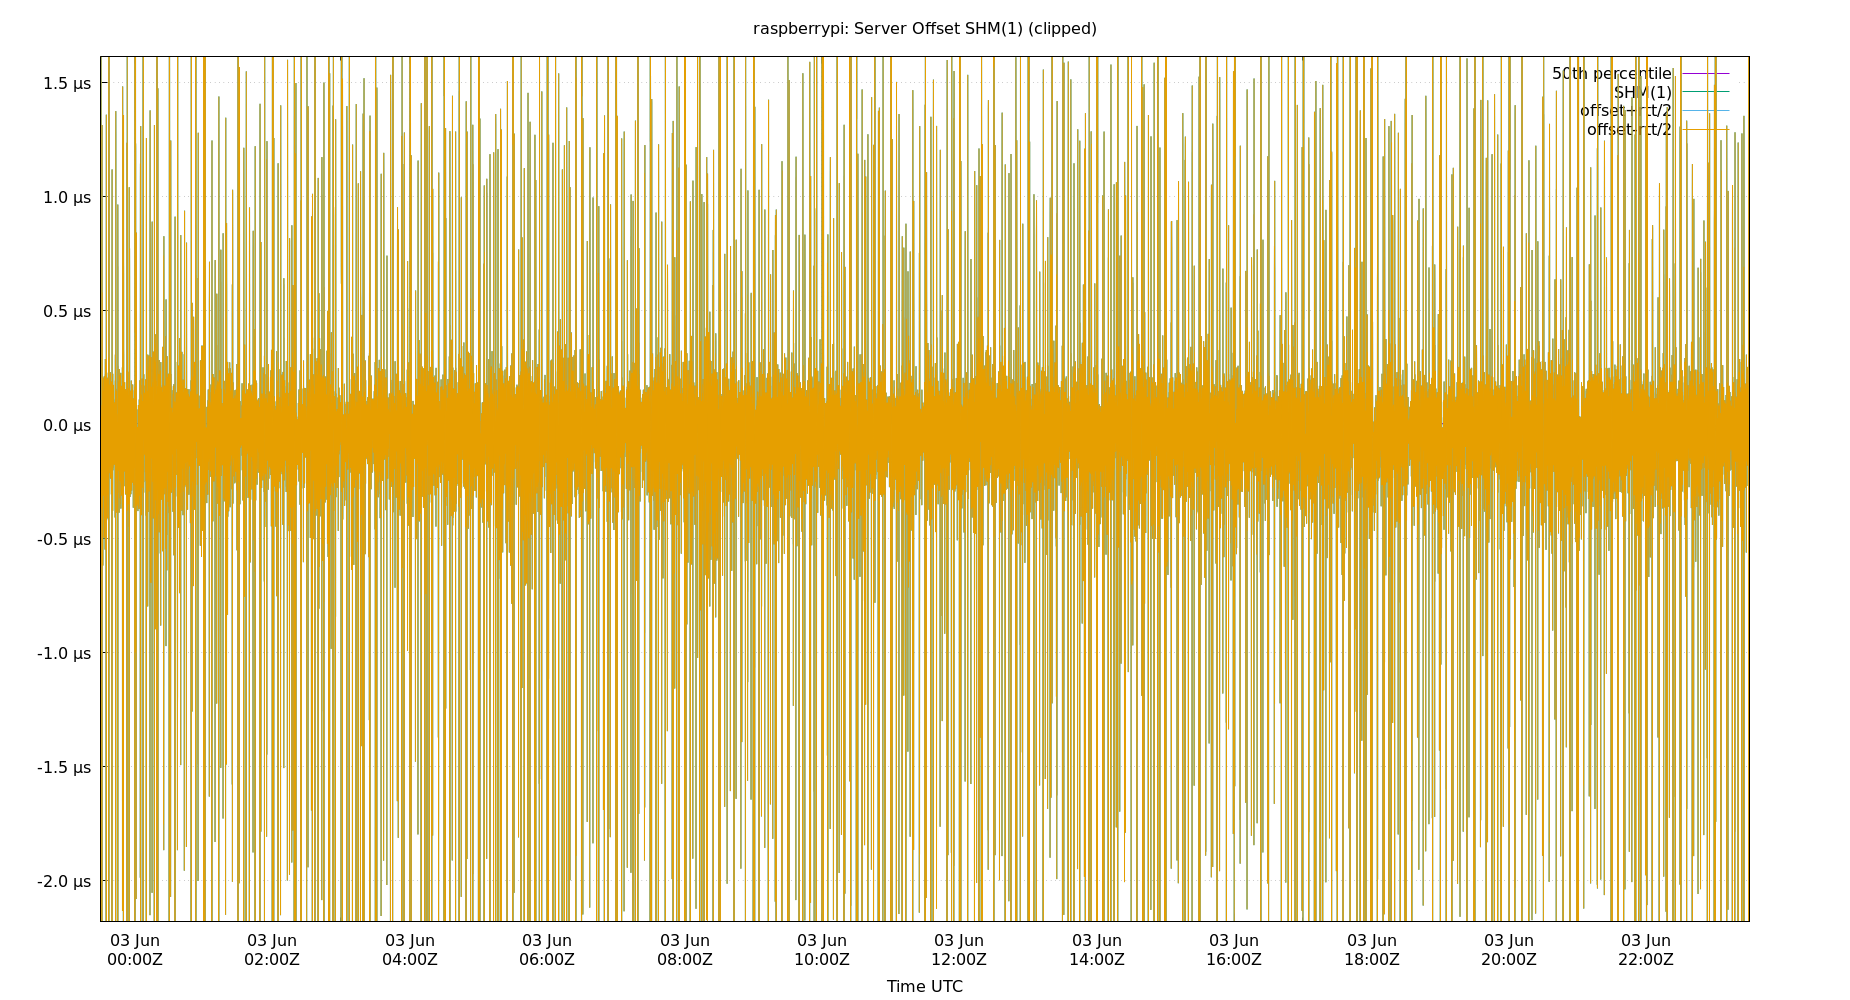 raspberrypi: Server Offset SHM(1) (clipped)
50th percentile
SHM(1)
offset+rtt/2
offset-rtt/2
1.5 µs
1.0 µs
0.5 µs
0.0 µs
-0.5 µs
-1.0 µs
-1.5 µs
-2.0 µs
03 Jun 03 Jun 03 Jun 03 Jun 03 Jun 03 Jun 03 Jun 03 Jun 03 Jun 03 Jun 03 Jun 03 Jun
00:00Z 02:00Z 04:00Z 06:00Z 08:00Z 10:00Z 12:00Z 14:00Z 16:00Z 18:00Z 20:00Z 22:00Z
Time UTC